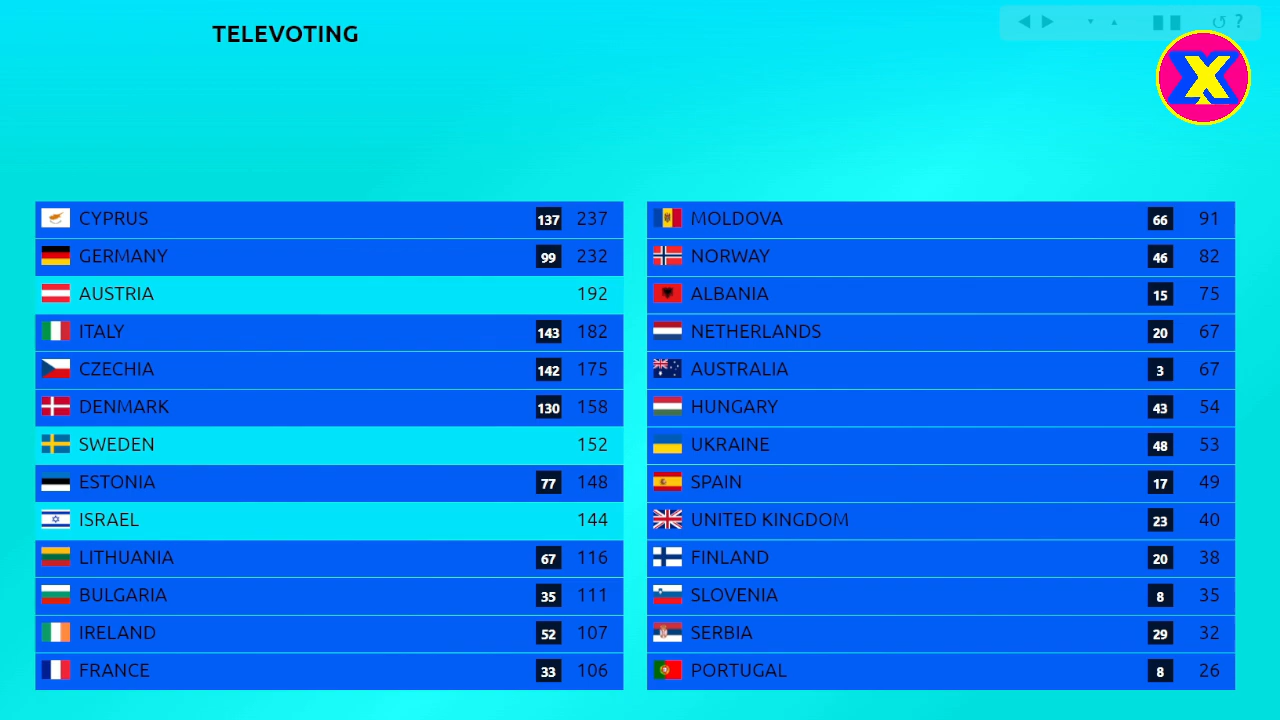 TELEVOTING
CYPRUS 137 237
GERMANY 99 232
AUSTRIA 192
ITALY 143 182
CZECHIA 142 175
DENMARK 130 158
SWEDEN 152
ESTONIA 77 148
ISRAEL 144
LITHUANIA 67 116
BULGARIA 35 111
IRELAND 52 107
FRANCE 33 106
MOLDOVA 66 91
NORWAY 46 82
ALBANIA 15 75
NETHERLANDS 20 67
AUSTRALIA 3 67
HUNGARY 43 54
UKRAINE 48 53
SPAIN 17 49
UNITED KINGDOM 23 40
FINLAND 20 38
SLOVENIA 8 35
SERBIA 29 32
PORTUGAL 8 26